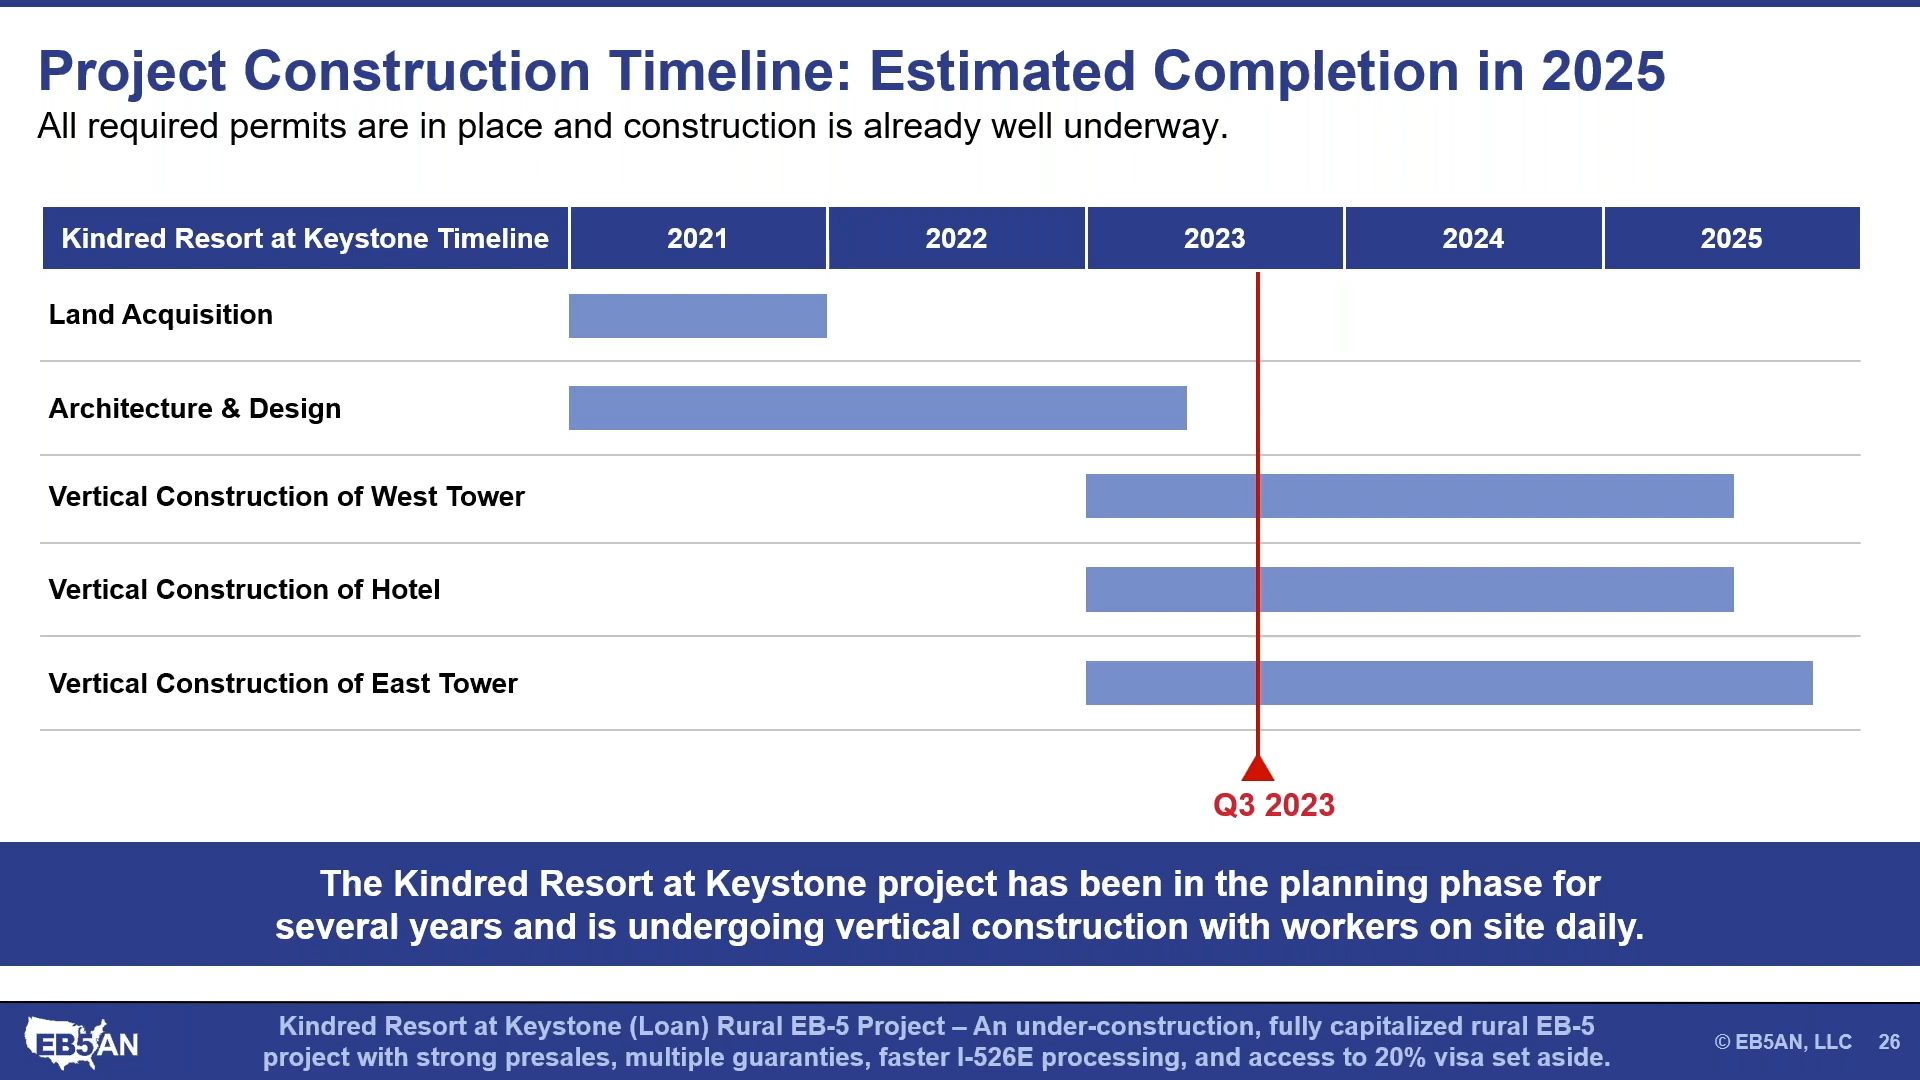 Project Construction Timeline: Estimated Completion in 2025
All required permits are in place and construction is already well underway.
Kindred Resort at Keystone Timeline 2021 2022 2023 2024 2025
Land Acquisition
Architecture & Design
Vertical Construction of West Tower
Vertical Construction of Hotel
Vertical Construction of East Tower
Q3 2023
The Kindred Resort at Keystone project has been in the planning phase for
several years and is undergoing vertical construction with workers on site daily.
EB5AN
Kindred Resort at Keystone (Loan) Rural EB-5 Project – An under-construction, fully capitalized rural EB-5
project with strong presales, multiple guaranties, faster I-526E processing, and access to 20% visa set aside.
© EB5AN, LLC 26